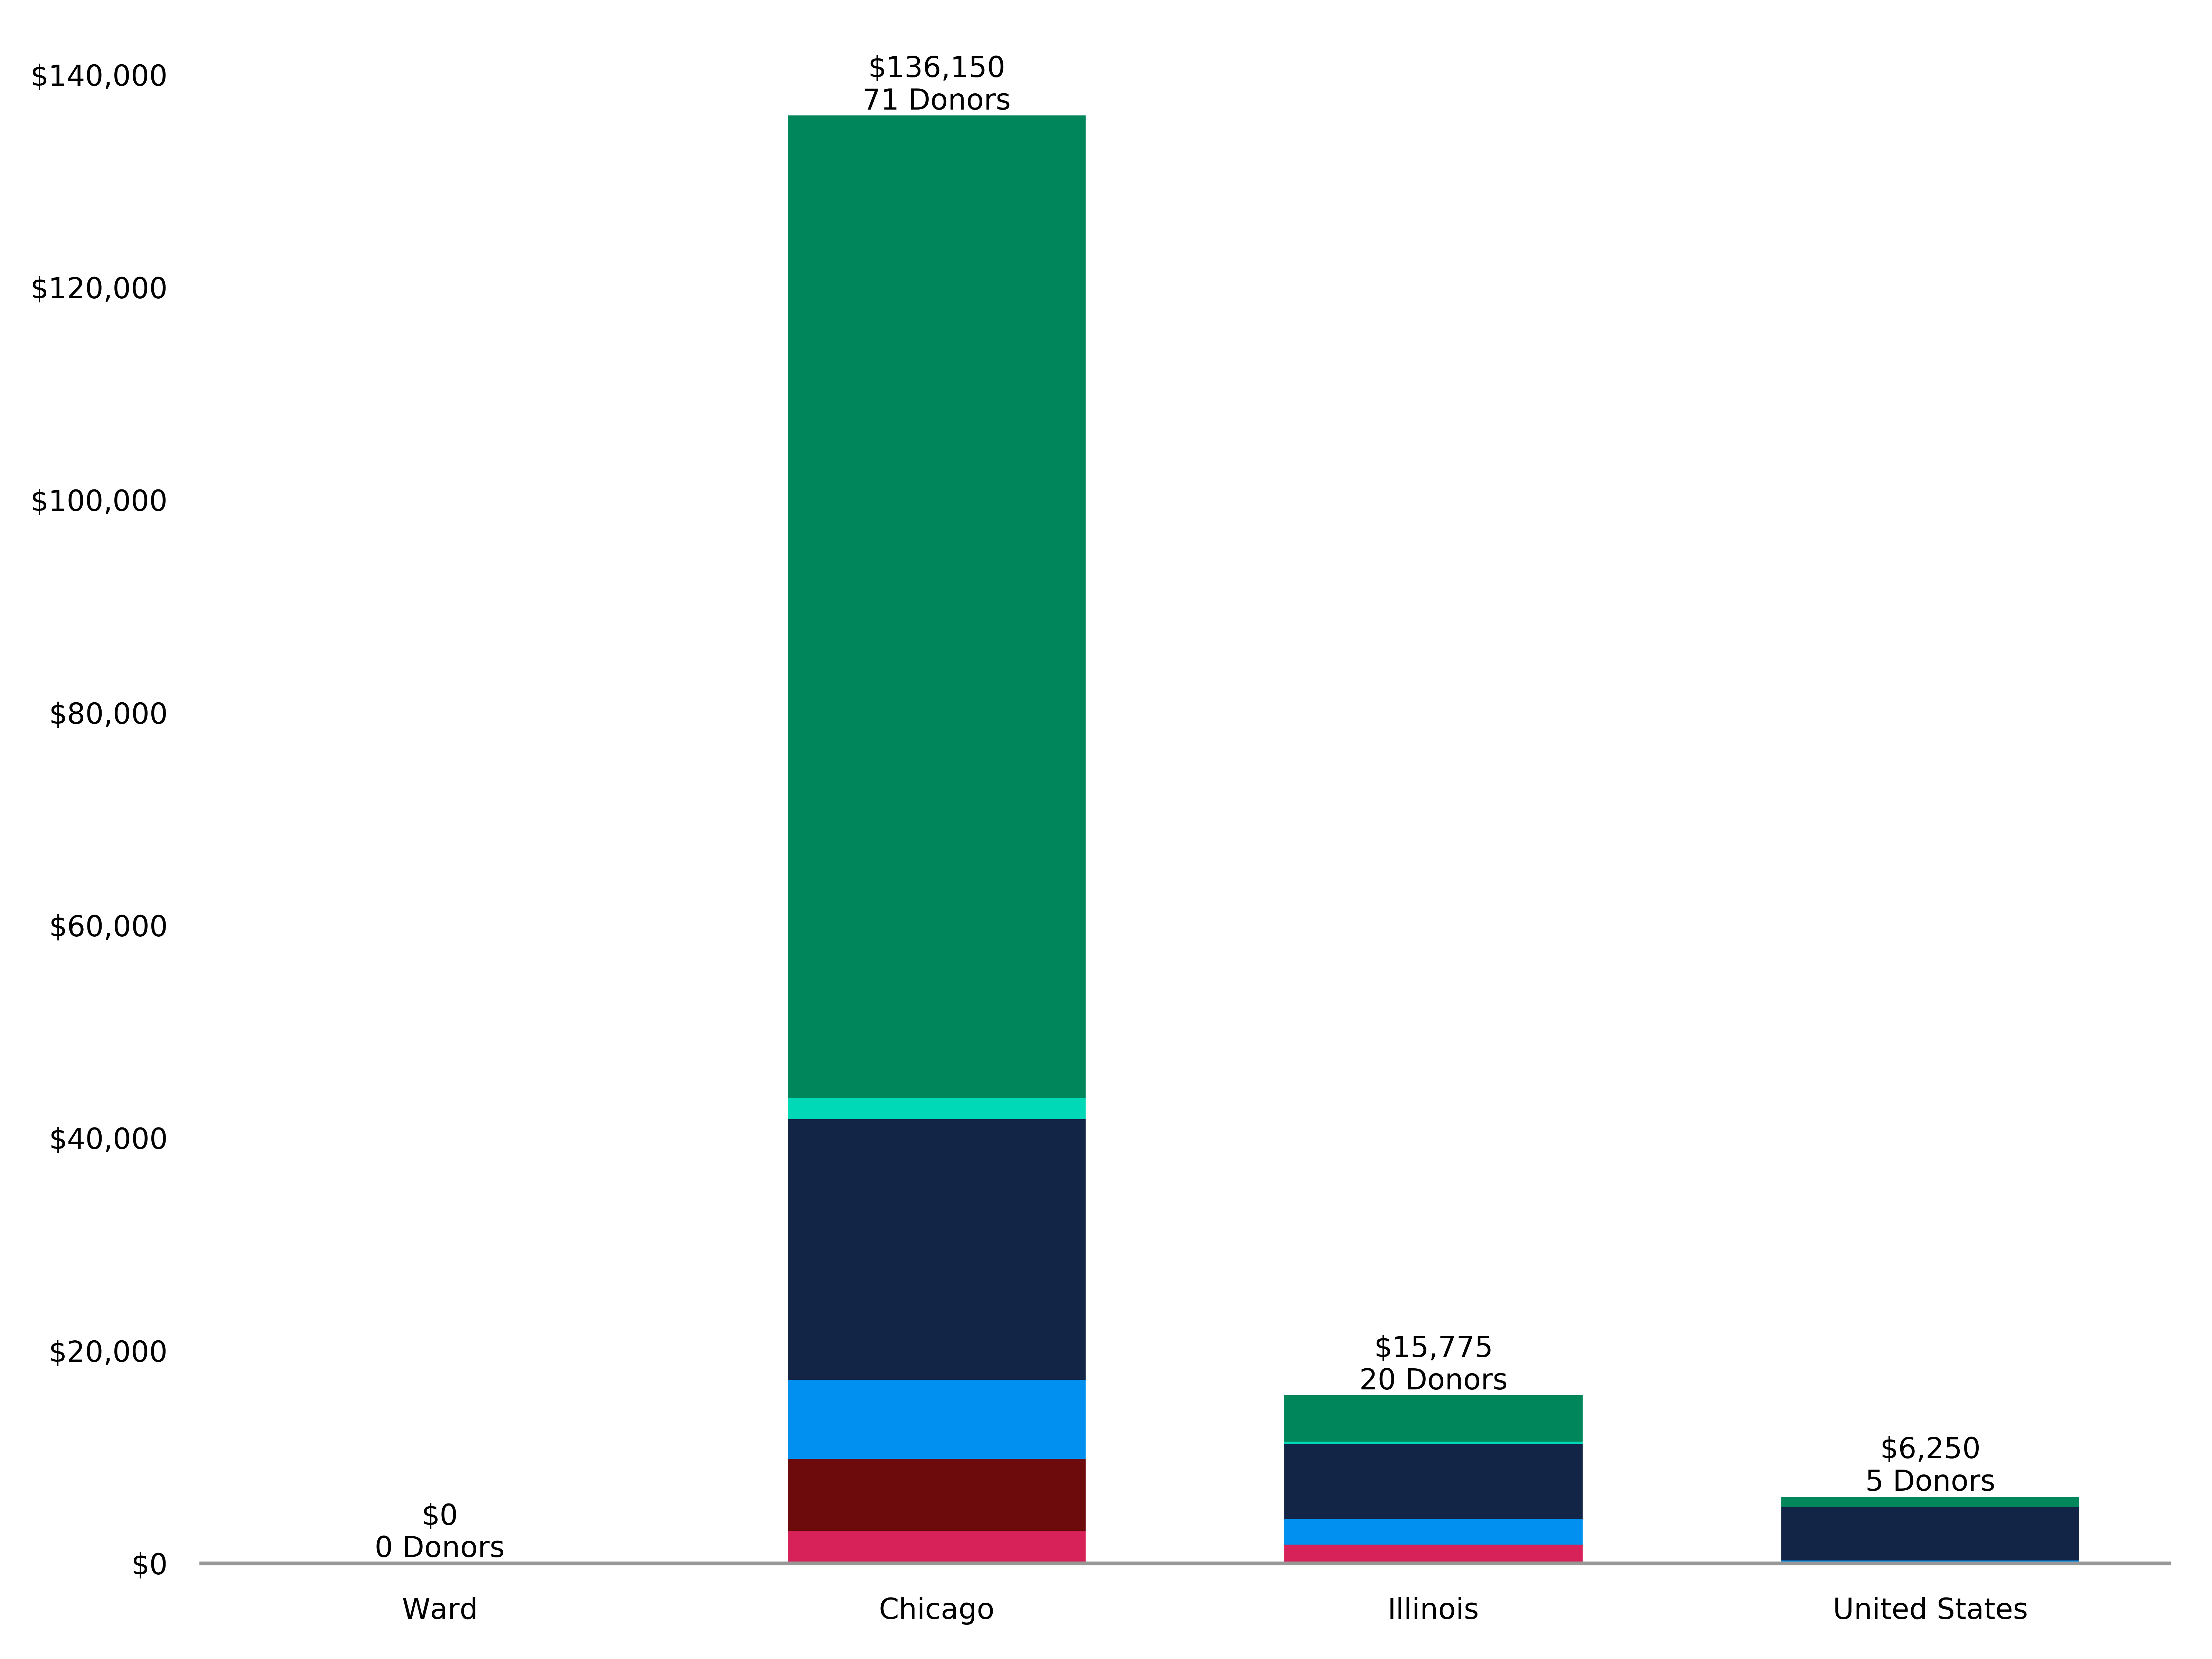 $140,000
$120,000
$100,000
$80,000
$60,000
$40,000
$20,000
$0
$0
0 Donors
$136,150
71 Donors
$15,775
20 Donors
$6,250
5 Donors
Ward
Chicago
Illinois
United States